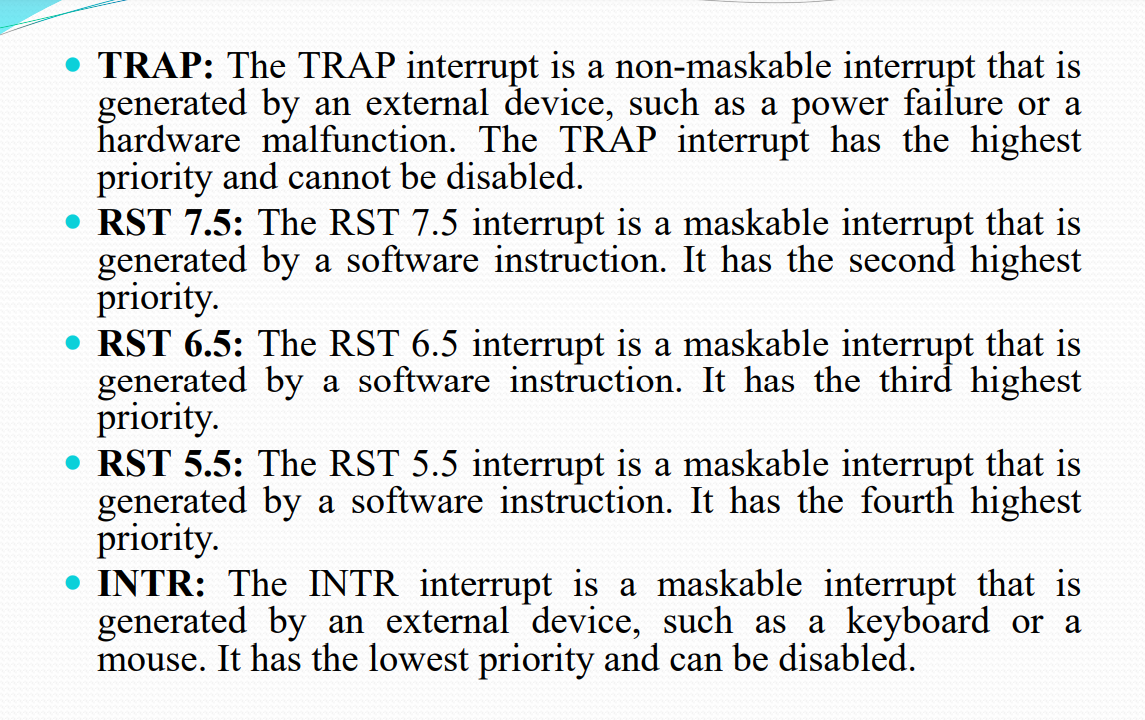 • TRAP: The TRAP interrupt is a non-maskable interrupt that is
generated by an external device, such as a power failure or a
hardware malfunction. The TRAP interrupt has the highest
priority and cannot be disabled.
• RST 7.5: The RST 7.5 interrupt is a maskable interrupt that is
generated by a software instruction. It has the second highest
priority.
• RST 6.5: The RST 6.5 interrupt is a maskable interrupt that is
generated by a software instruction. It has the third highest
priority.
• RST 5.5: The RST 5.5 interrupt is a maskable interrupt that is
generated by a software instruction. It has the fourth highest
priority.
• INTR: The INTR interrupt is a maskable interrupt that is
generated by an external device, such as a keyboard or a
mouse. It has the lowest priority and can be disabled.